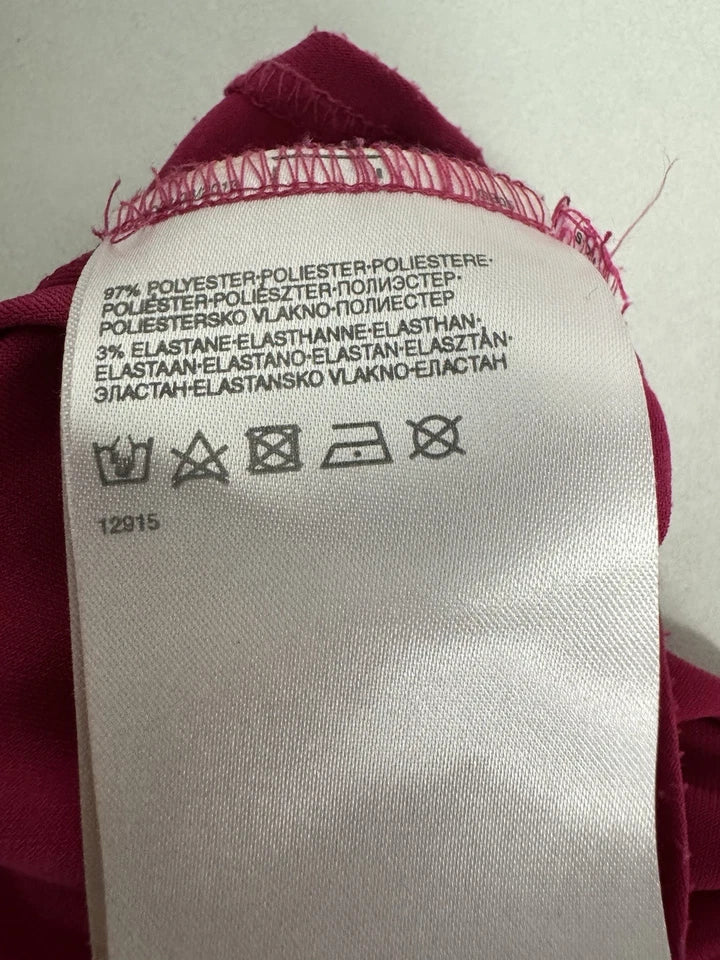 97% POLYESTER·POLIESTER·POLIESTERE·
POLIÉSTER·POLIÉSZTER·ПОЛИЭСТЕР·
POLIESTERSKO VLAKNO·ПОЛИЕСТЕР
3% ELASTANE·ELASTHANNE·ELASTHAN·
ELASTAAN·ELASTANO·ELASTAN·ELASZTÁN·
ЭЛАСТАН·ELASTANSKO VLAKNO·ЕЛАСТАН
12915